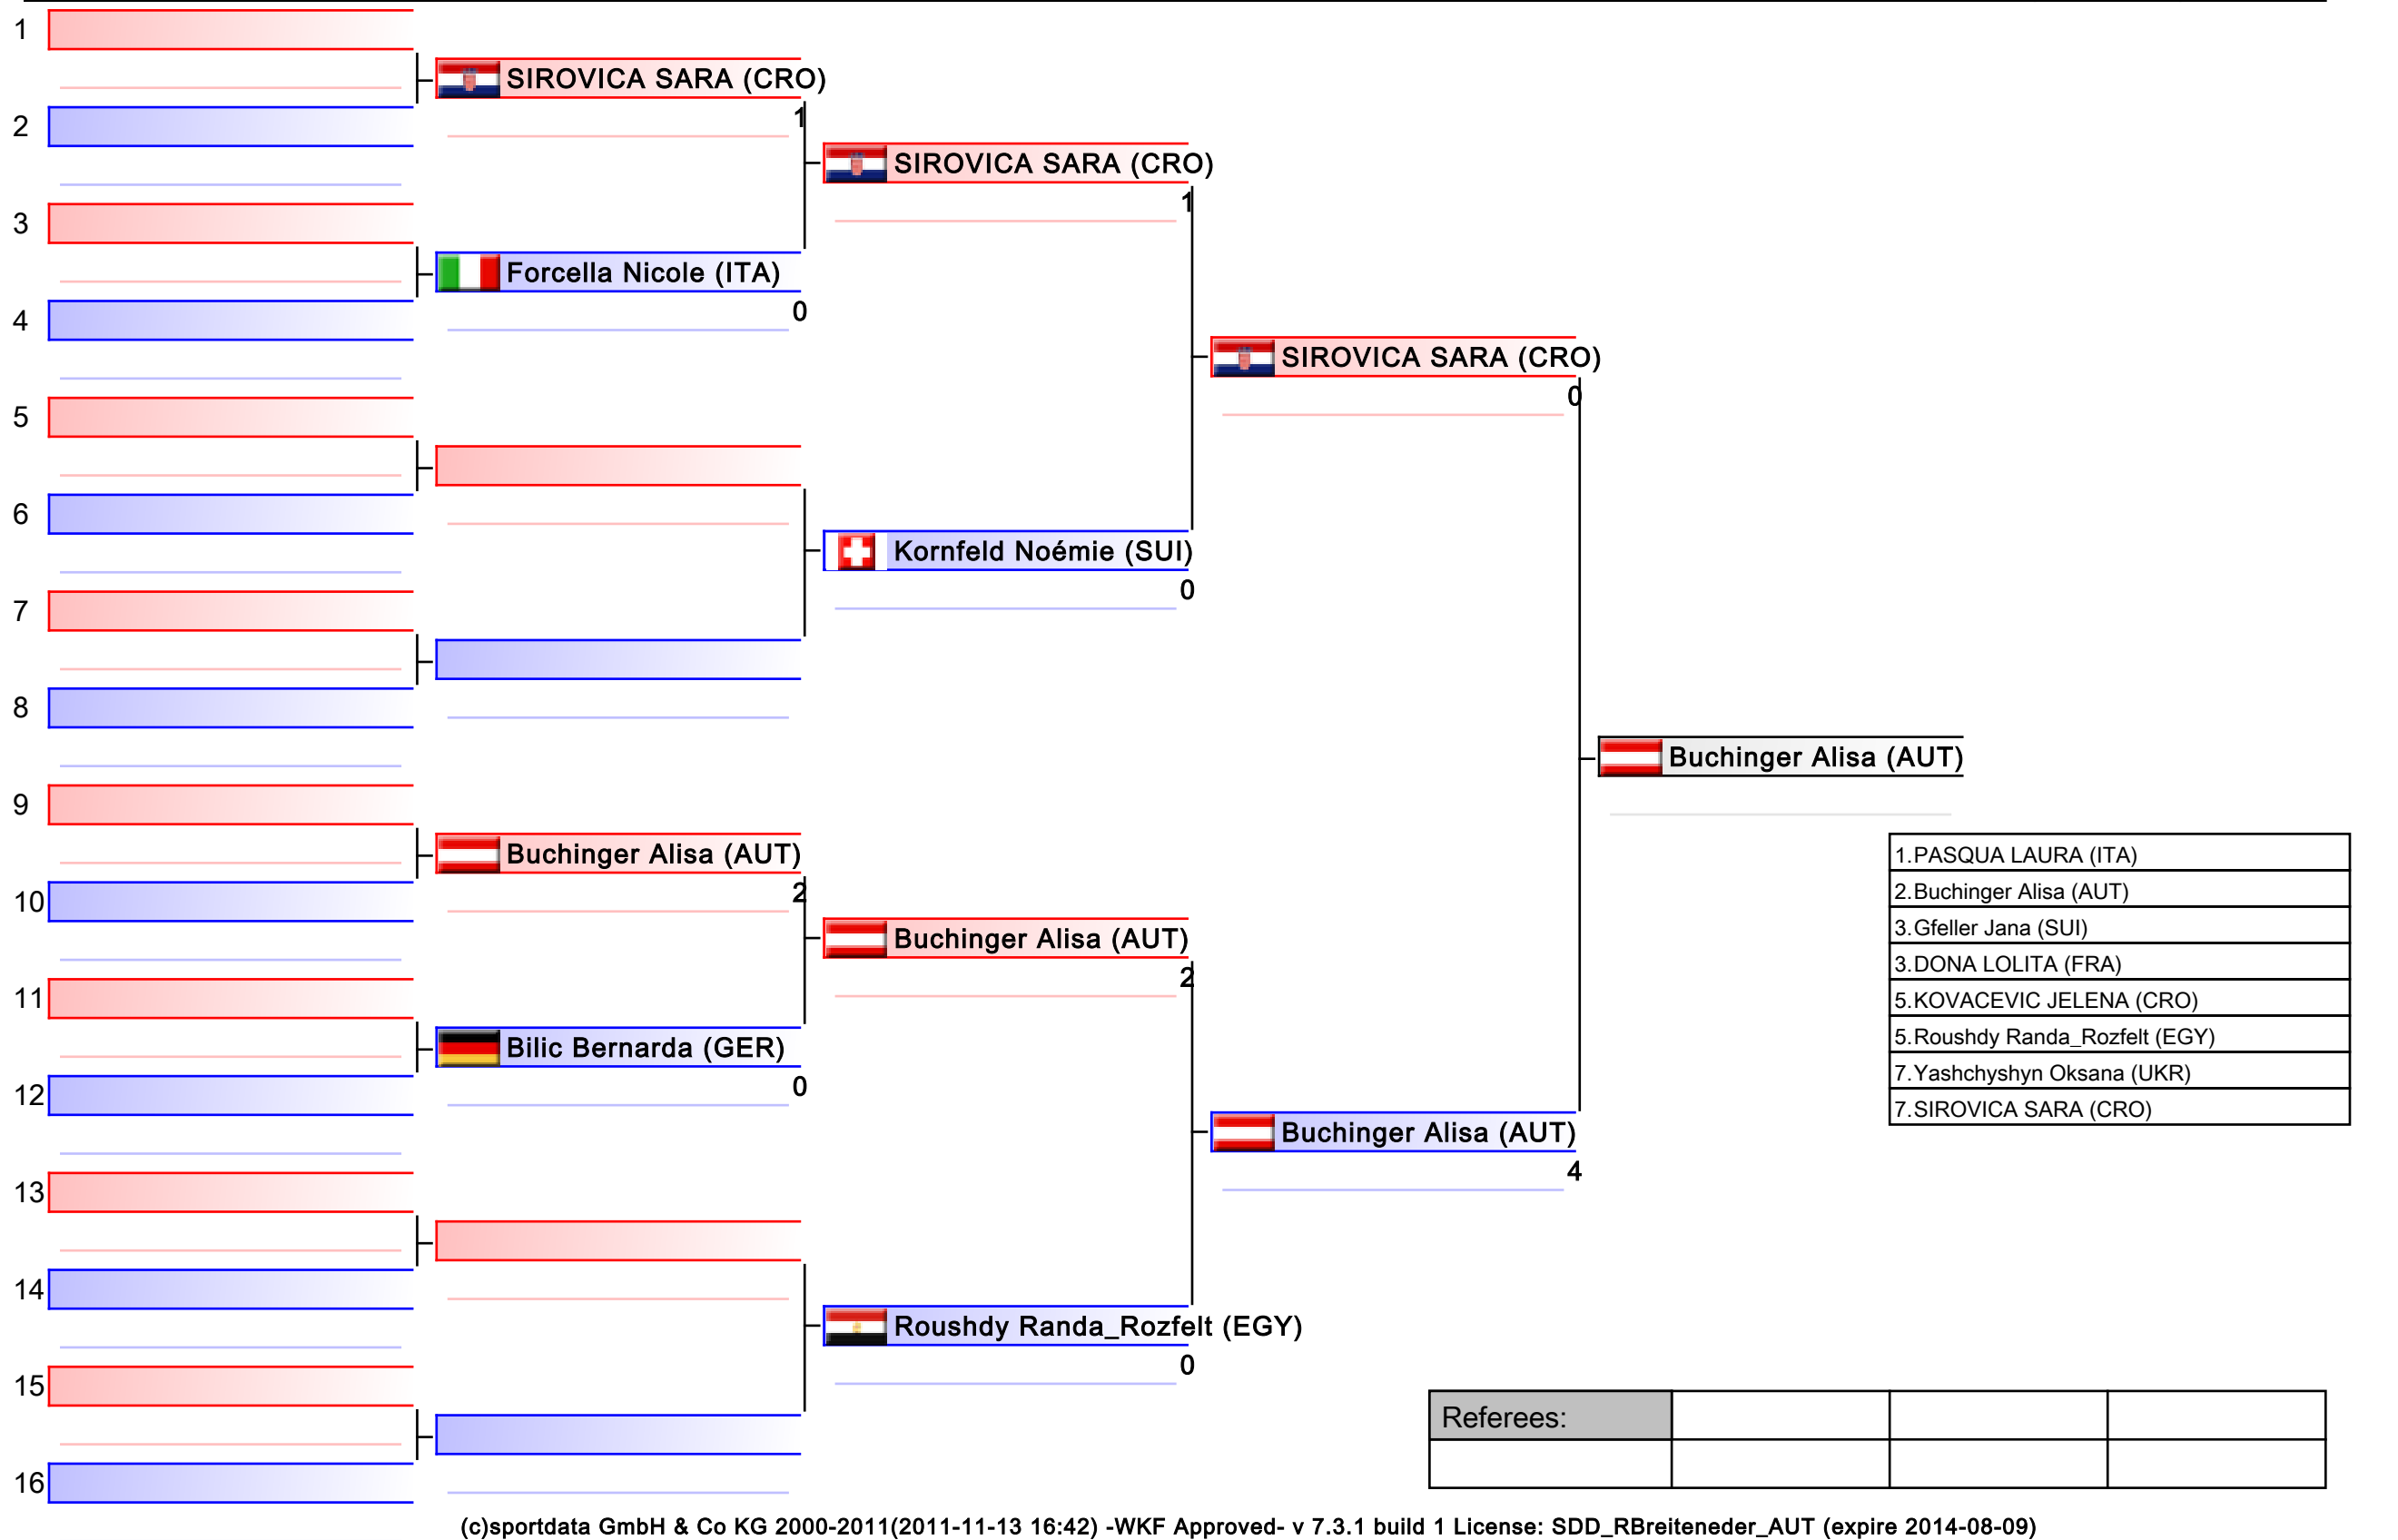 1
SIROVICA SARA (CRO)
1
2
SIROVICA SARA (CRO)
1
3
Forcella Nicole (ITA)
0
4
SIROVICA SARA (CRO)
0
5
6
Kornfeld Noémie (SUI)
0
7
8
Buchinger Alisa (AUT)
9
Buchinger Alisa (AUT)
2
10
Buchinger Alisa (AUT)
2
11
Bilic Bernarda (GER)
0
12
Buchinger Alisa (AUT)
4
13
14
Roushdy Randa_Rozfelt (EGY)
0
15
16
1.PASQUA LAURA (ITA)
2.Buchinger Alisa (AUT)
3.Gfeller Jana (SUI)
3.DONA LOLITA (FRA)
5.KOVACEVIC JELENA (CRO)
5.Roushdy Randa_Rozfelt (EGY)
7.Yashchyshyn Oksana (UKR)
7.SIROVICA SARA (CRO)
Referees:
(c)sportdata GmbH & Co KG 2000-2011(2011-11-13 16:42) -WKF Approved- v 7.3.1 build 1 License: SDD_RBreiteneder_AUT (expire 2014-08-09)